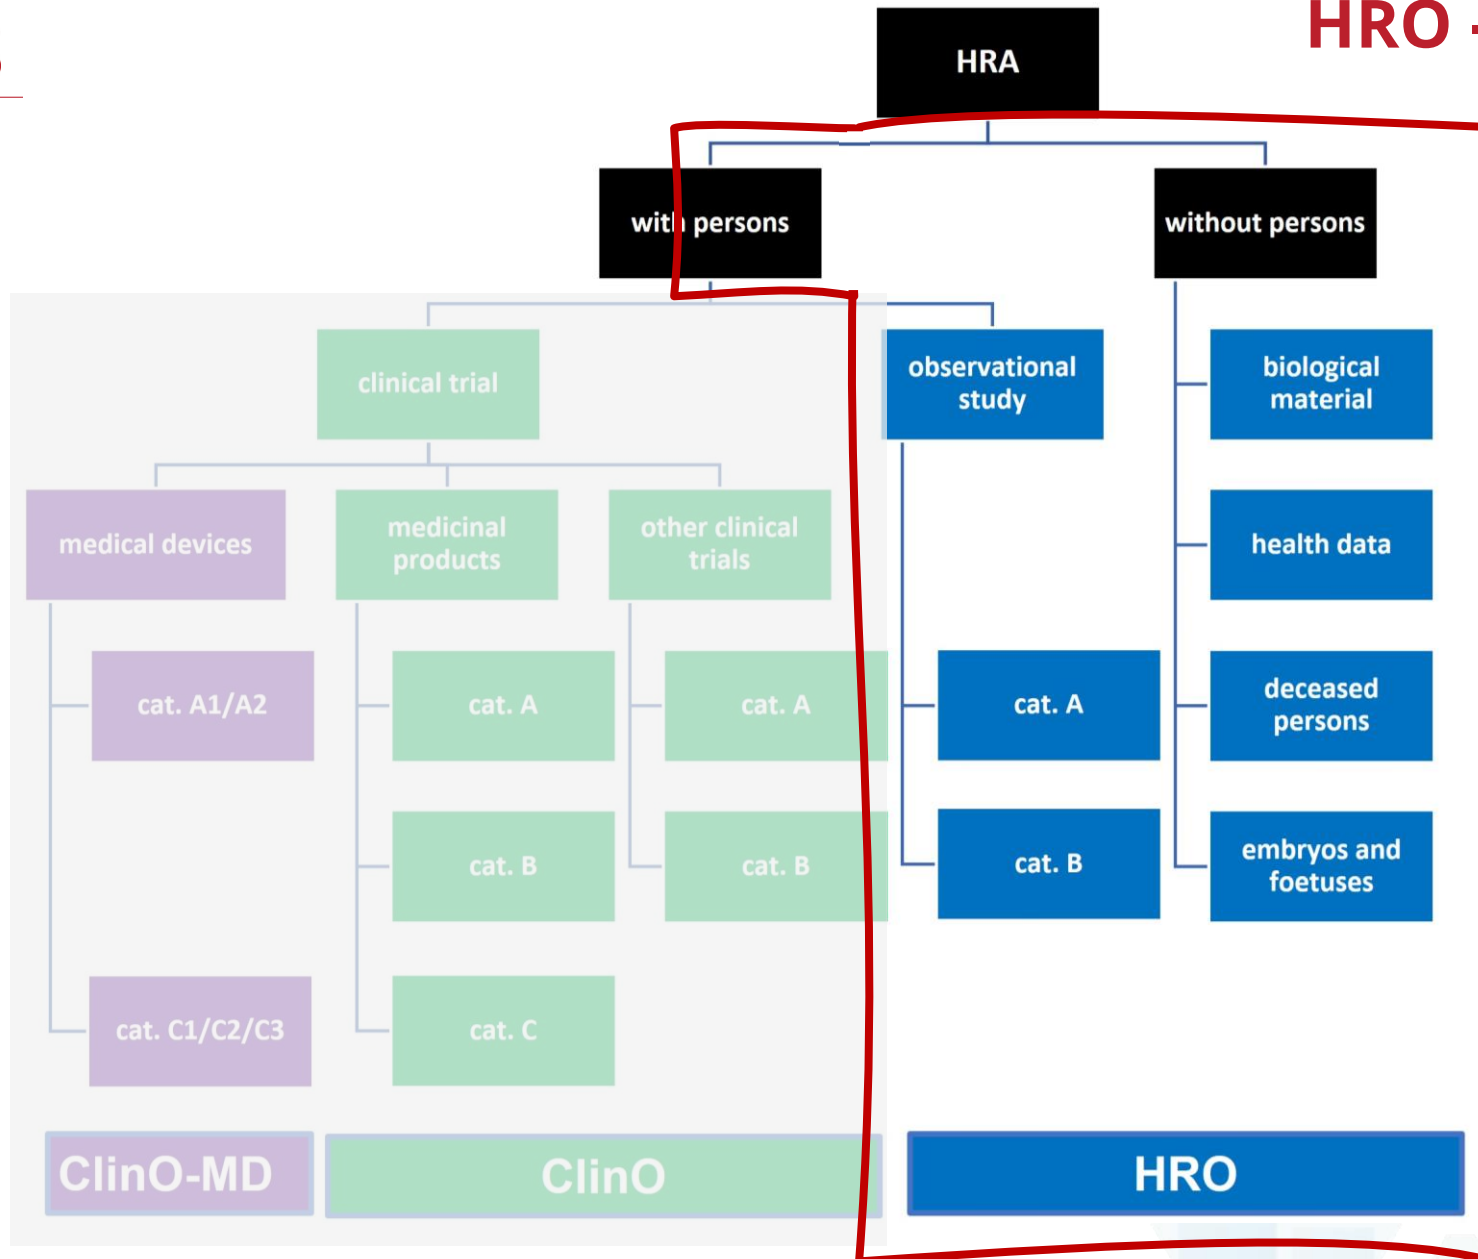 HRO -
HRA
with persons
without persons
clinical trial
observational
study
biological
material
medical devices
medicinal
products
other clinical
trials
health data
cat. A1/A2
cat. A
cat. A
cat. A
deceased
persons
cat. B
cat. B
cat. B
embryos and
foetuses
cat. C1/C2/C3
cat. C
ClinO-MD
ClinO
HRO